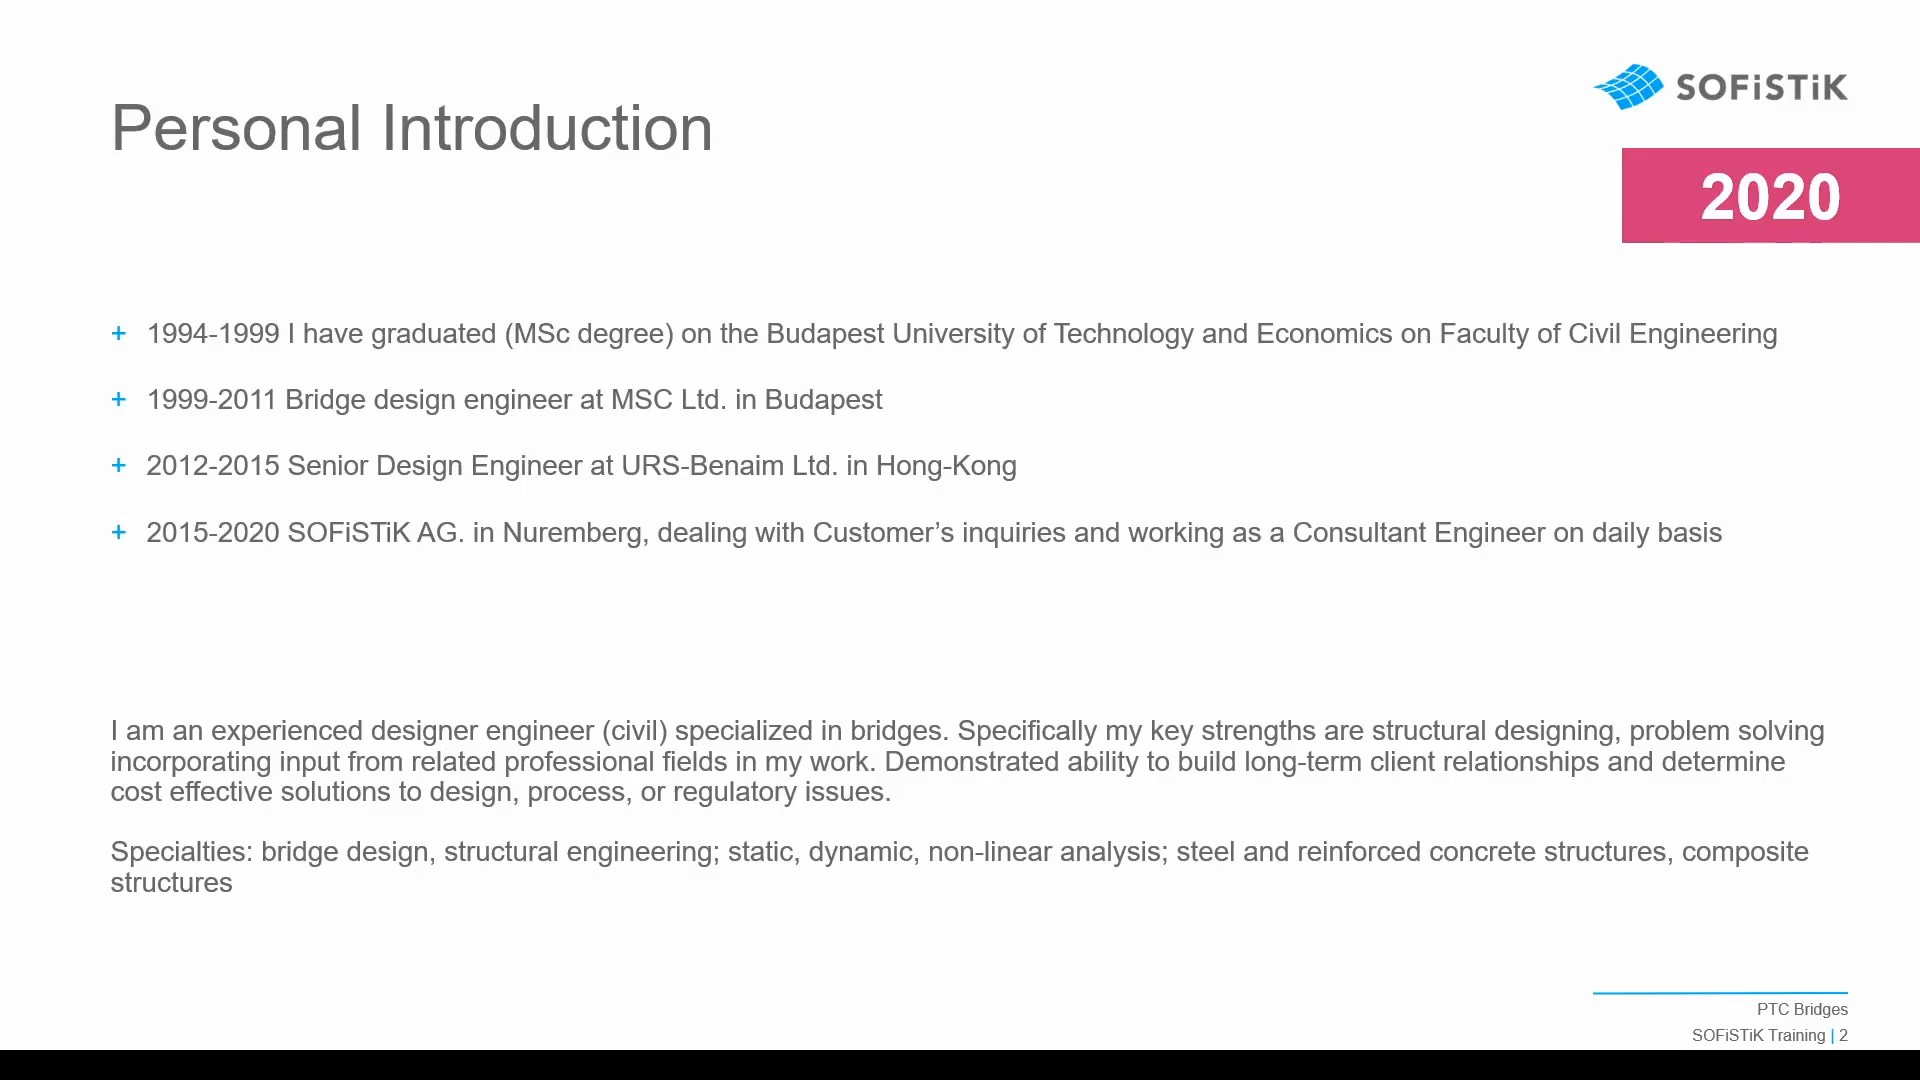 SOFiSTiK
Personal Introduction
2020
+ 1994-1999 I have graduated (MSc degree) on the Budapest University of Technology and Economics on Faculty of Civil Engineering
+ 1999-2011 Bridge design engineer at MSC Ltd. in Budapest
+ 2012-2015 Senior Design Engineer at URS-Benaim Ltd. in Hong-Kong
+ 2015-2020 SOFiSTiK AG. in Nuremberg, dealing with Customer’s inquiries and working as a Consultant Engineer on daily basis
I am an experienced designer engineer (civil) specialized in bridges. Specifically my key strengths are structural designing, problem solving
incorporating input from related professional fields in my work. Demonstrated ability to build long-term client relationships and determine
cost effective solutions to design, process, or regulatory issues.
Specialties: bridge design, structural engineering; static, dynamic, non-linear analysis; steel and reinforced concrete structures, composite
structures
PTC Bridges
SOFiSTiK Training | 2